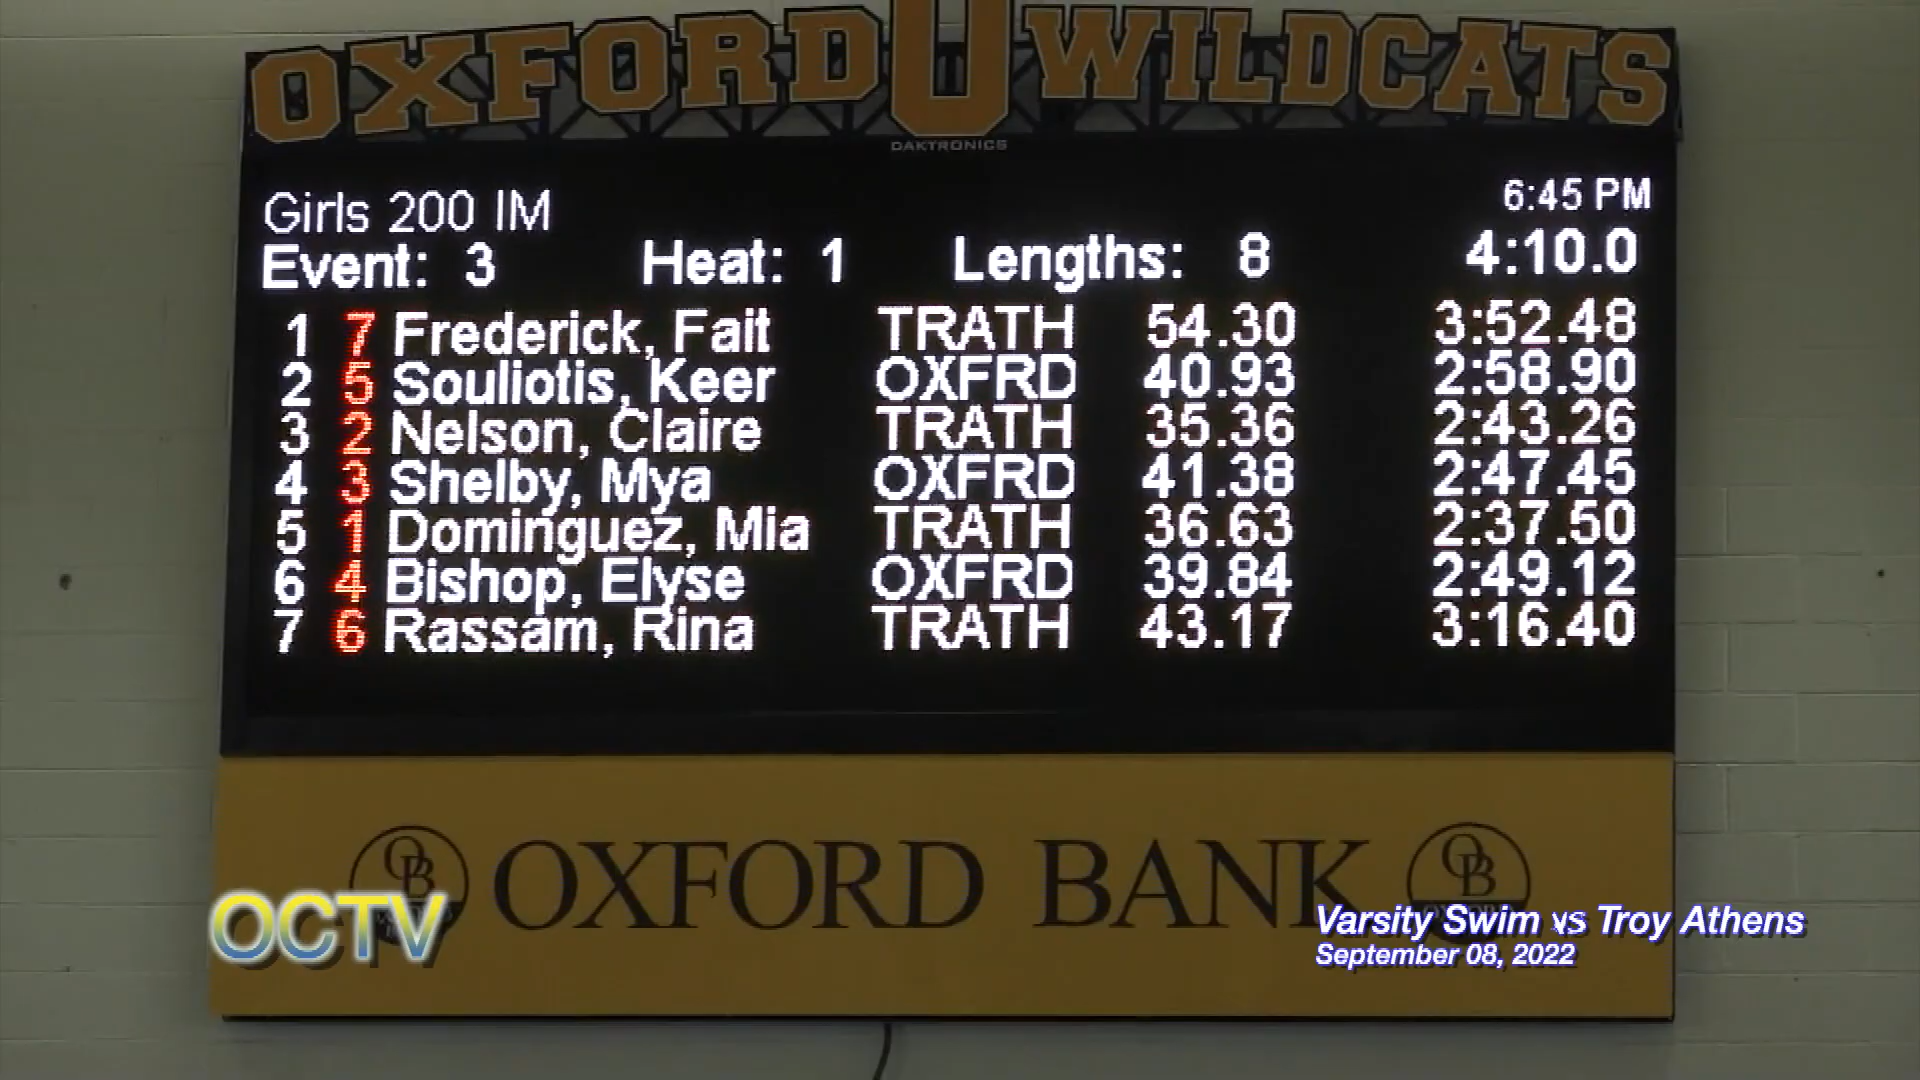 OXFORD O WILDCATS
DAKTRONICS
Girls 200 IM 6:45 PM
Event: 3 Heat: 1 Lengths: 8 4:10.0
1 7 Frederick, Fait TRATH 54.30 3:52.48
2 5 Souliotis, Keer OXFRD 40.93 2:58.90
3 2 Nelson, Claire TRATH 35.36 2:43.26
4 3 Shelby, Mya OXFRD 41.38 2:47.45
5 1 Dominguez, Mia TRATH 36.63 2:37.50
6 4 Bishop, Elyse OXFRD 39.84 2:49.12
7 6 Rassam, Rina TRATH 43.17 3:16.40
OB OXFORD BANK OB
OCTV
Varsity Swim vs Troy Athens
September 08, 2022